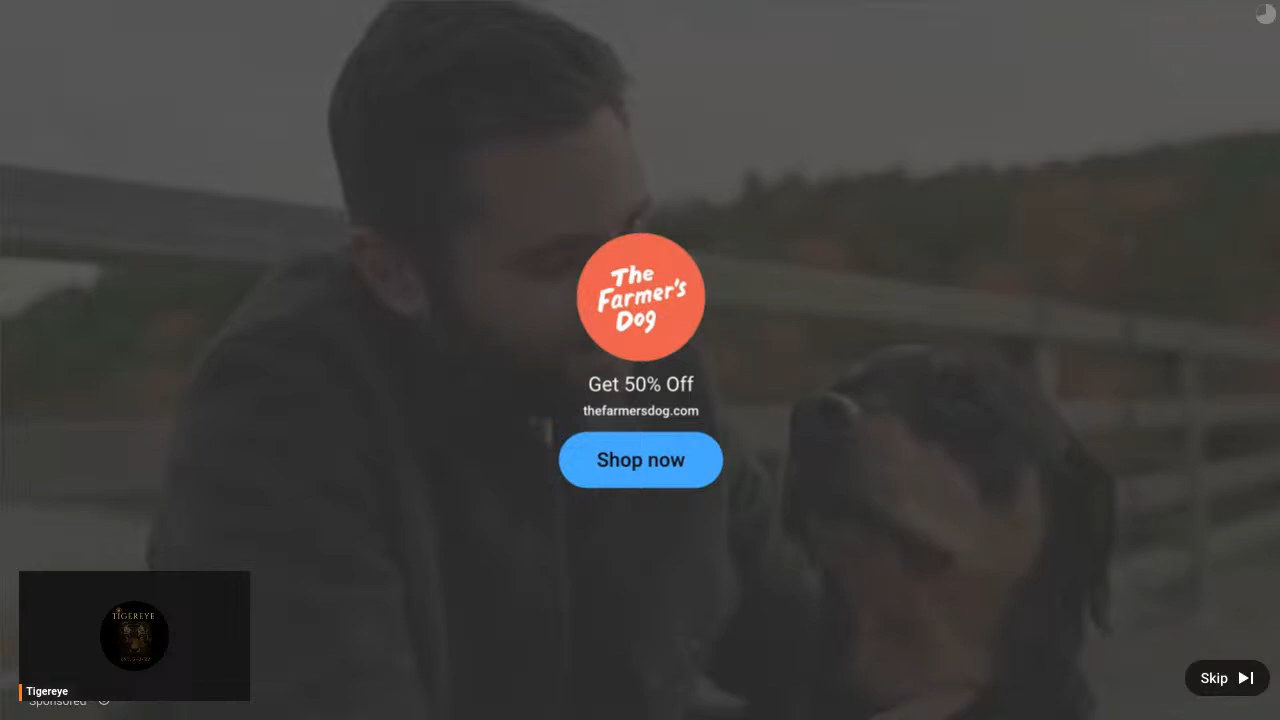 The
Farmer's
Dog
Get 50% Off
thefarmersdog.com
Shop now
TIGEREYE
Tigereye
Sponsored
Skip